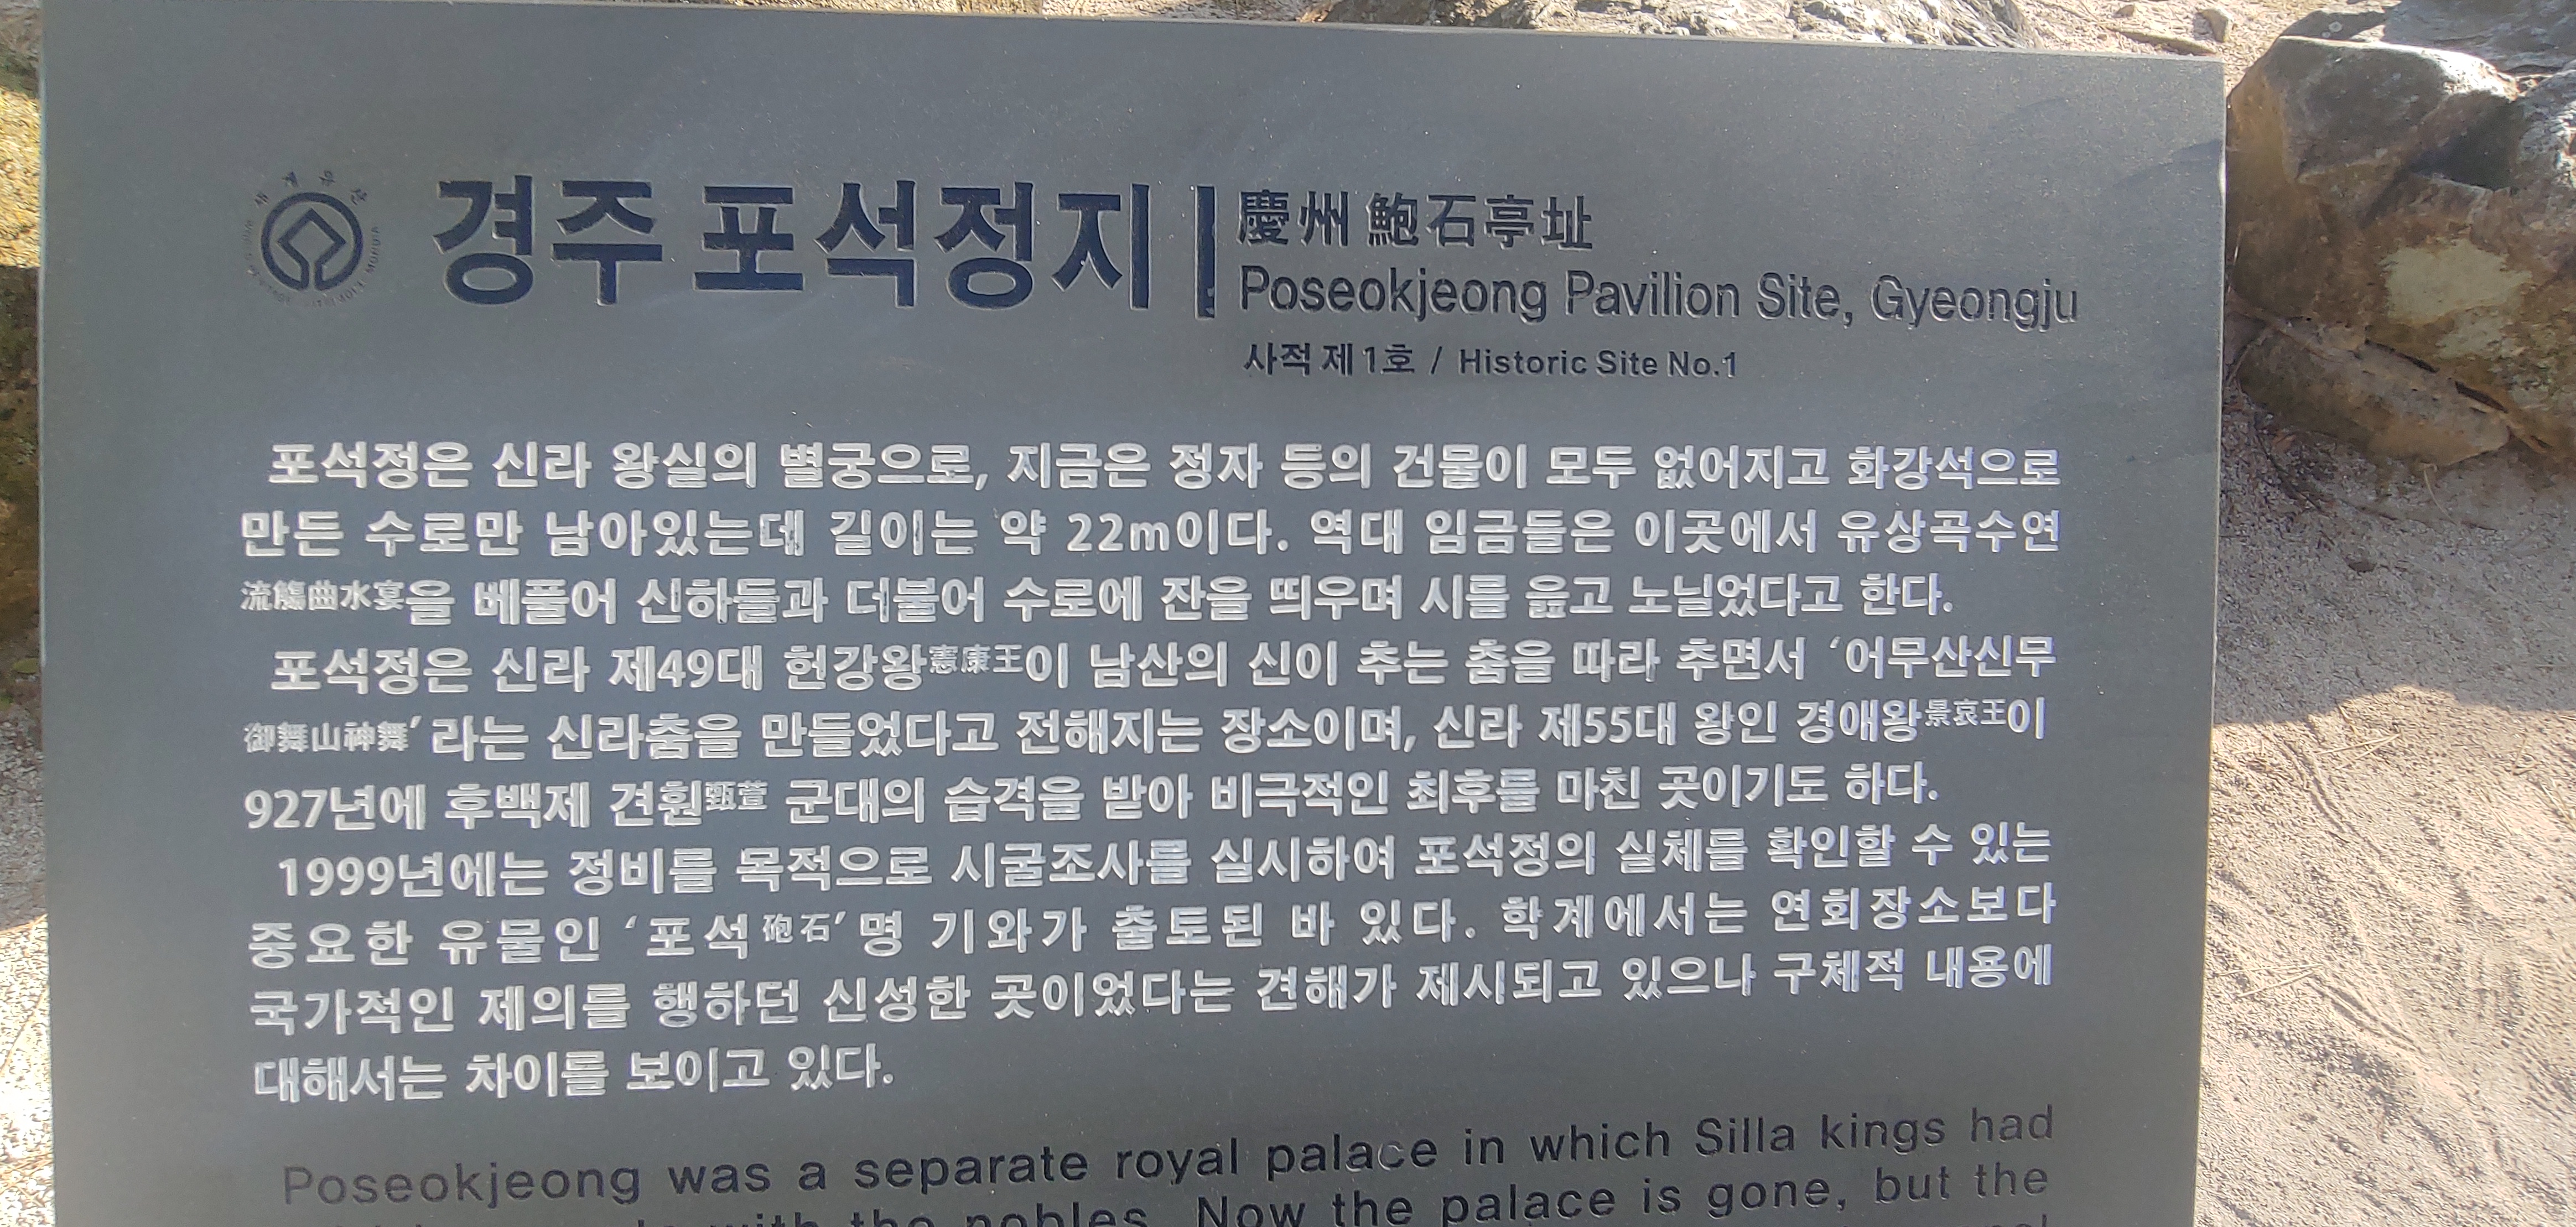 경주 포석정지
慶州 鮑石亭址
Poseokjeong Pavilion Site, Gyeongju
사적 제1호 / Historic Site No.1
포석정은 신라 왕실의 별궁으로, 지금은 정자 등의 건물이 모두 없어지고 화강석으로
만든 수로만 남아있는데 길이는 약 22m이다. 역대 임금들은 이곳에서 유상곡수연
流觴曲水宴을 베풀어 신하들과 더불어 수로에 잔을 띄우며 시를 읊고 노닐었다고 한다.
포석정은 신라 제49대 헌강왕憲康王이 남산의 신이 추는 춤을 따라 추면서 ‘어무산신무
御舞山神舞’라는 신라춤을 만들었다고 전해지는 장소이며, 신라 제55대 왕인 경애왕景哀王이
927년에 후백제 견훤甄萱 군대의 습격을 받아 비극적인 최후를 마친 곳이기도 하다.
1999년에는 정비를 목적으로 시굴조사를 실시하여 포석정의 실체를 확인할 수 있는
중요한 유물인 ‘포석砲石’명 기와가 출토된 바 있다. 학계에서는 연회장소보다
국가적인 제의를 행하던 신성한 곳이었다는 견해가 제시되고 있으나 구체적 내용에
대해서는 차이를 보이고 있다.
Poseokjeong was a separate royal palace in which Silla kings had
with the nobles. Now the palace is gone, but the